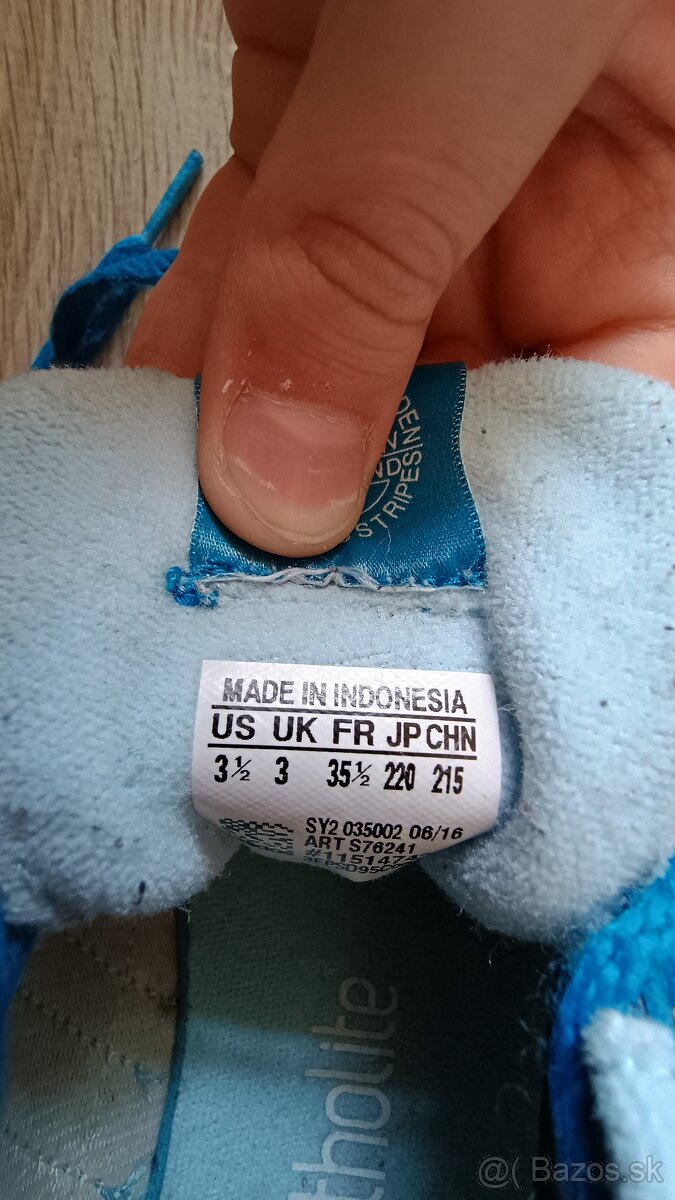 STRIPES
MADE IN INDONESIA
US UK FR JP CHN
3½ 3 35½ 220 215
SY2 035002 06/16
ART S76241
#1151474
tholite
@( Bazos.sk